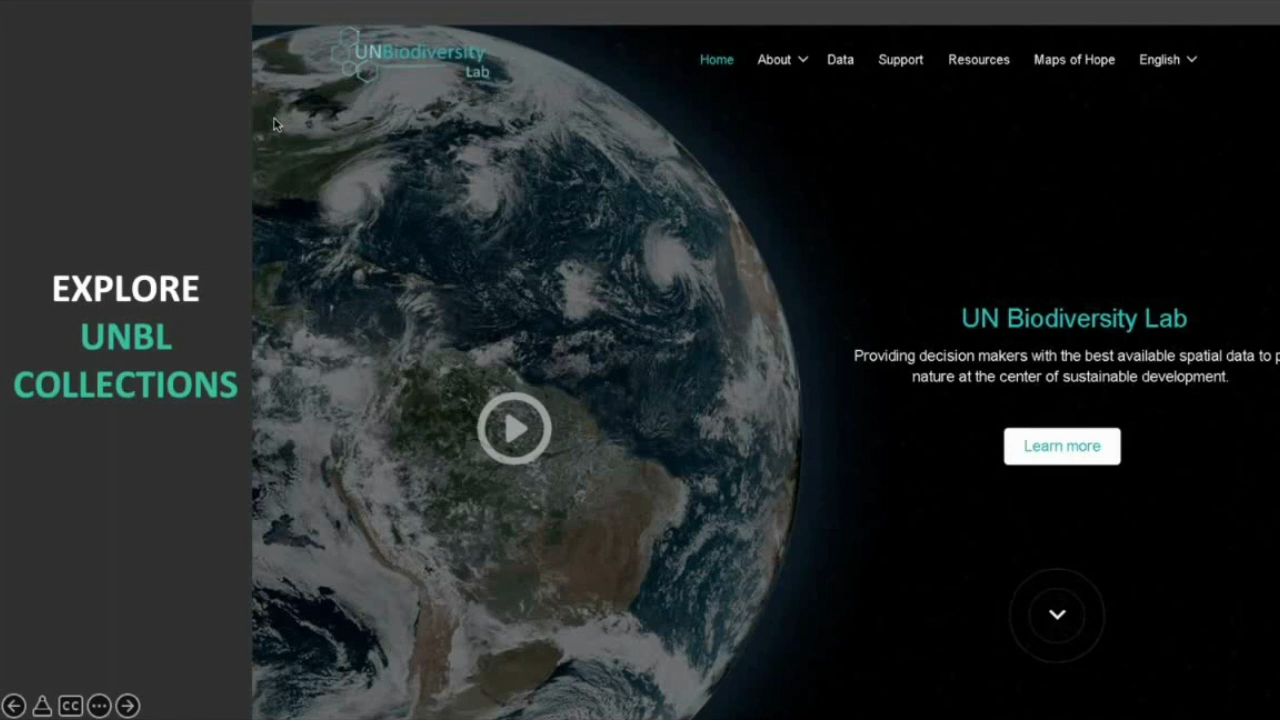 UNBiodiversity
Lab
Home About Data Support Resources Maps of Hope English
EXPLORE
UNBL
COLLECTIONS
UN Biodiversity Lab
Providing decision makers with the best available spatial data to p
nature at the center of sustainable development.
Learn more
CC